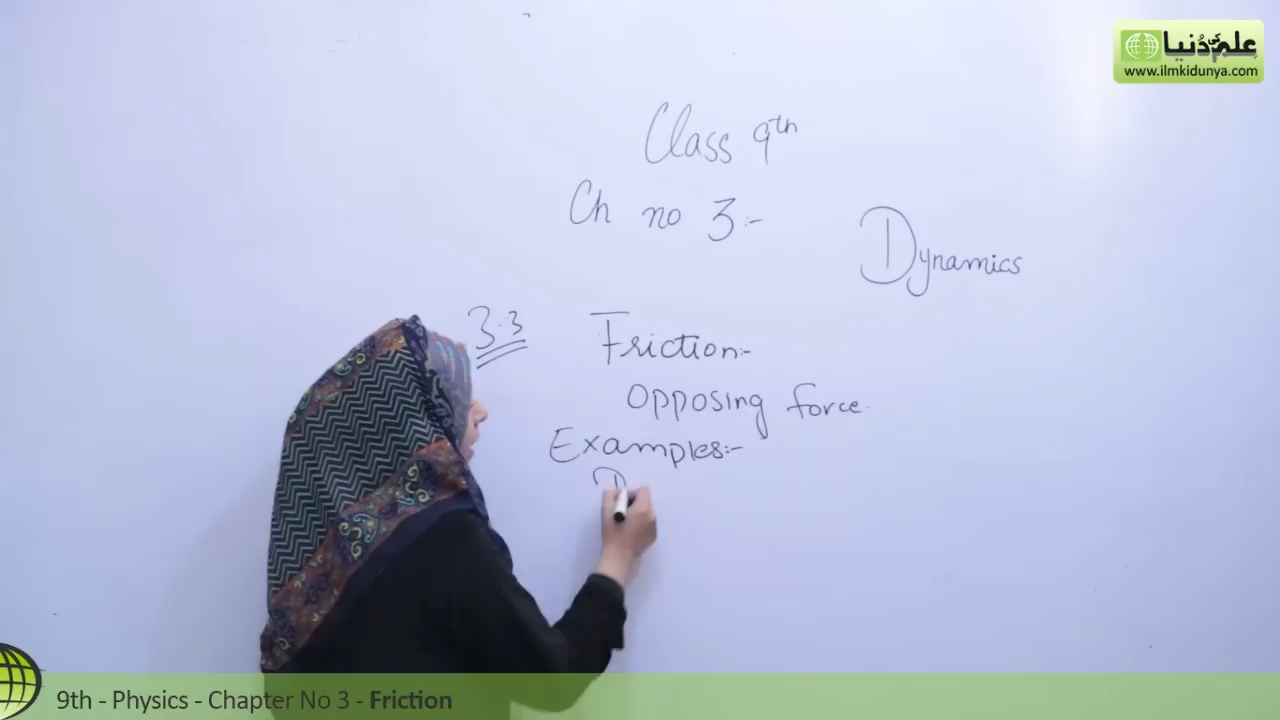 علم کی دُنیا
www.ilmkidunya.com
Class 9th
Ch no 3:-
Dynamics
3.3 Friction:-
Opposing force.
Examples:-
9th - Physics - Chapter No 3 - Friction